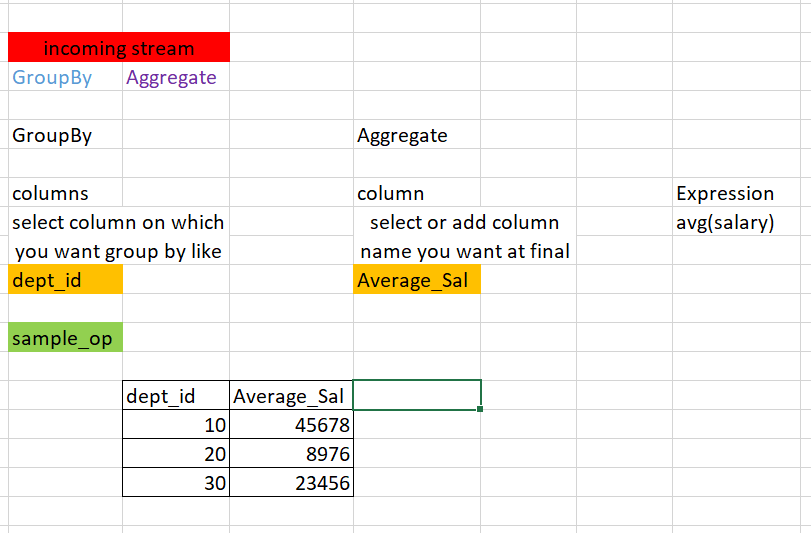 incoming stream
GroupBy Aggregate
GroupBy Aggregate
columns column Expression
select column on which select or add column avg(salary)
you want group by like name you want at final
dept_id Average_Sal
sample_op
dept_id Average_Sal
10 45678
20 8976
30 23456